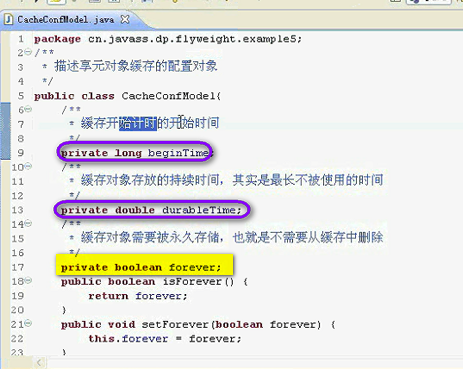 CacheConfModel.java
1 package cn.javass.dp.flyweight.example5;
2 /**
3 * 描述享元对象缓存的配置对象
4 */
5 public class CacheConfModel{
6 /**
7 * 缓存开始计时的开始时间
8 */
9 private long beginTime;
10 /**
11 * 缓存对象存放的持续时间，其实是最长不被使用的时间
12 */
13 private double durableTime;
14 /**
15 * 缓存对象需要被永久存储，也就是不需要从缓存中删除
16 */
17 private boolean forever;
18 public boolean isForever() {
19 return forever;
20 }
21 public void setForever(boolean forever) {
22 this.forever = forever;
23 }